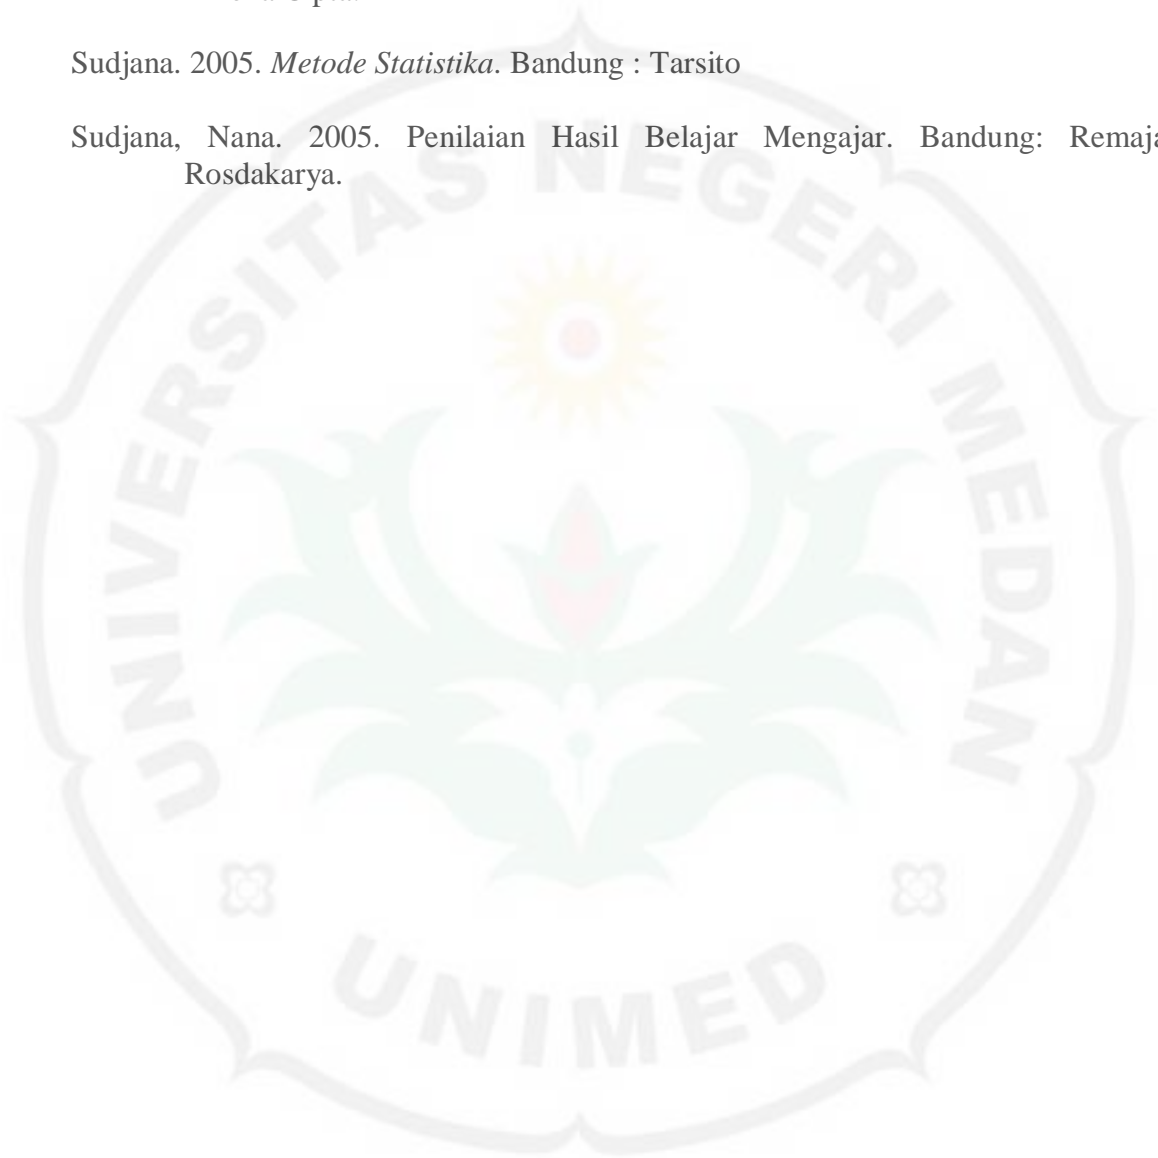 Sudjana. 2005. Metode Statistika. Bandung : Tarsito
Sudjana, Nana. 2005. Penilaian Hasil Belajar Mengajar. Bandung: Remaja
Rosdakarya.
UNIVERSITAS NEGERI MEDAN
UNIMED